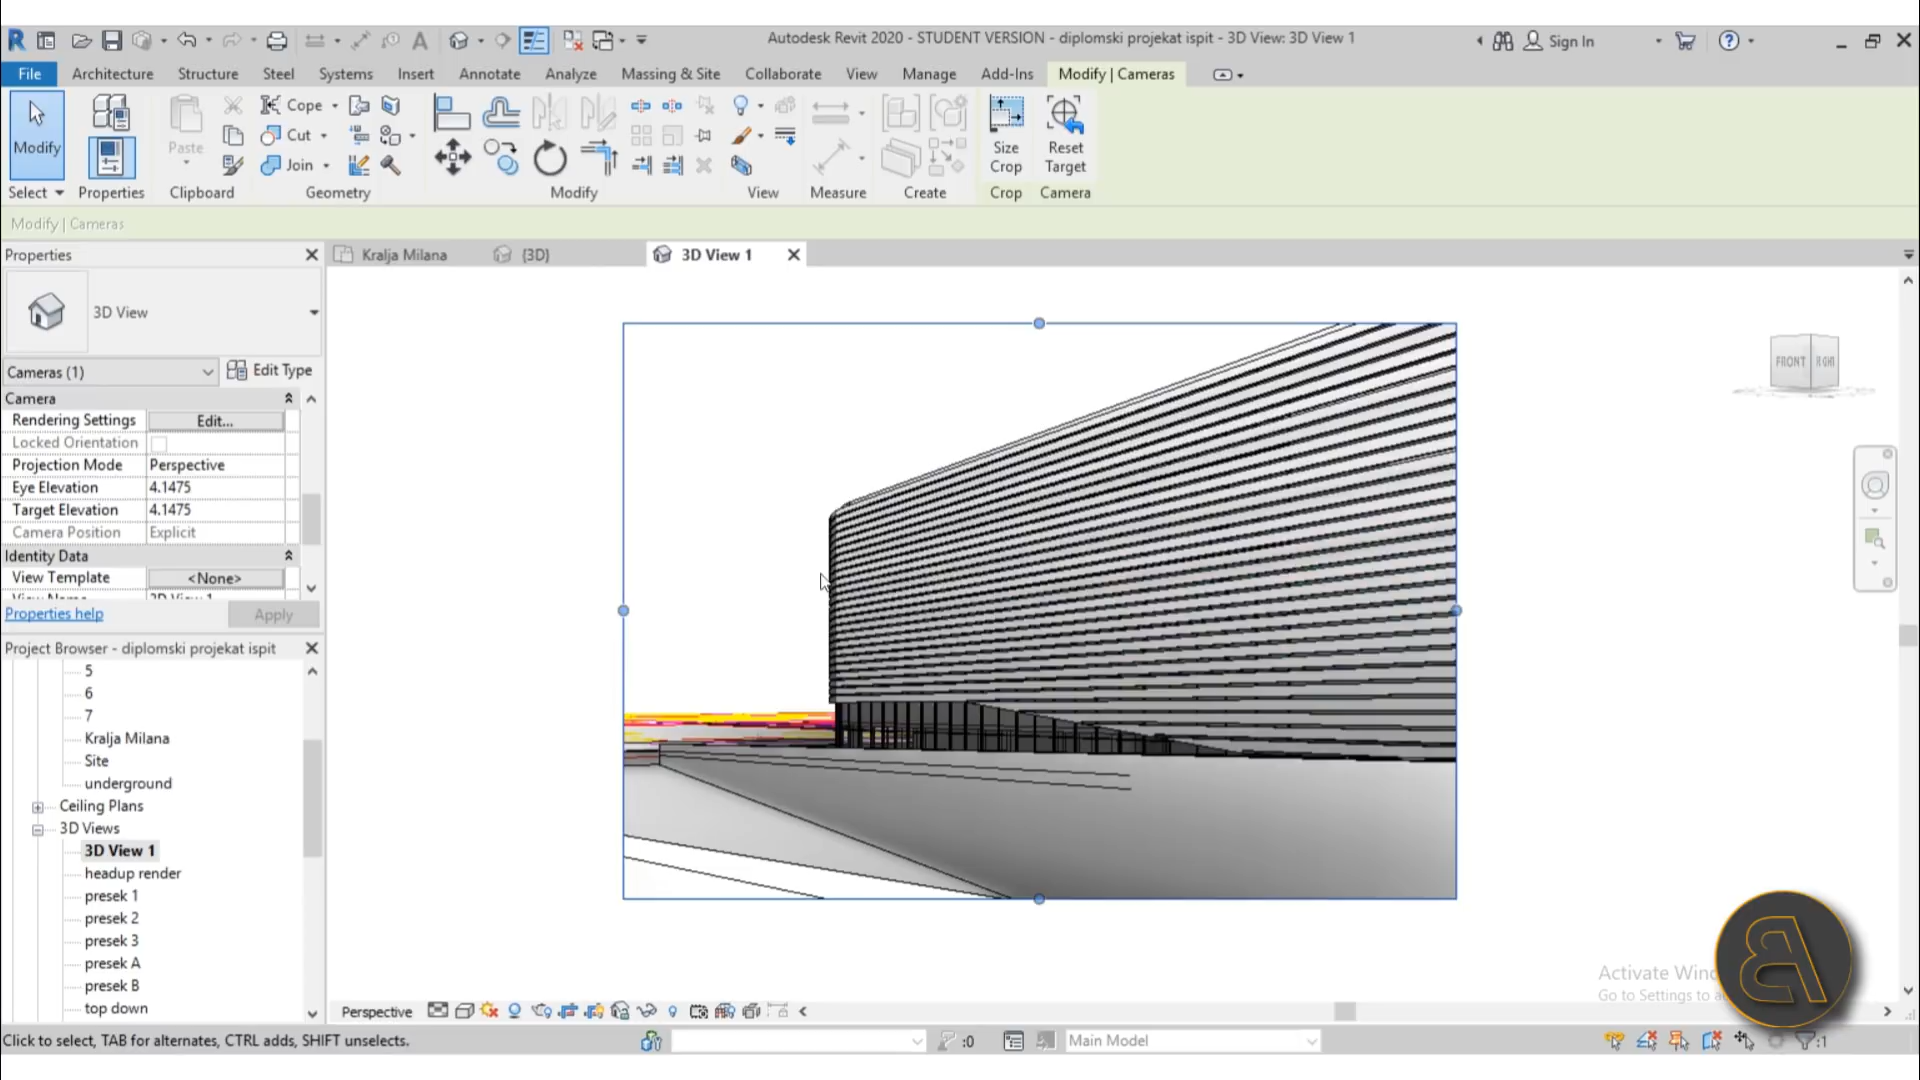 Autodesk Revit 2020 - STUDENT VERSION - diplomski projekat ispit - 3D View: 3D View 1
Sign In
File Architecture Structure Steel Systems Insert Annotate Analyze Massing & Site Collaborate View Manage Add-Ins Modify | Cameras
Modify
Paste
Cope
Cut
Join
Size Crop
Reset Target
Select Properties Clipboard Geometry Modify View Measure Create Crop Camera
Modify | Cameras
Properties
Kralja Milana
{3D}
3D View 1
3D View
Cameras (1)
Edit Type
Camera
Rendering Settings Edit...
Locked Orientation
Projection Mode Perspective
Eye Elevation 4.1475
Target Elevation 4.1475
Camera Position Explicit
Identity Data
View Template <None>
View Name 3D View 1
Properties help
Apply
FRONT
Project Browser - diplomski projekat ispit
5
6
7
Kralja Milana
Site
underground
Ceiling Plans
3D Views
3D View 1
headup render
presek 1
presek 2
presek 3
presek A
presek B
top down
Activate Wind
Go to Settings to a
Perspective
Click to select, TAB for alternates, CTRL adds, SHIFT unselects.
:0
Main Model
:1